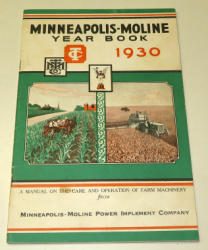 MINNEAPOLIS-MOLINE
YEAR BOOK
1930
A MANUAL ON THE CARE AND OPERATION OF FARM MACHINERY
from
MINNEAPOLIS-MOLINE POWER IMPLEMENT COMPANY